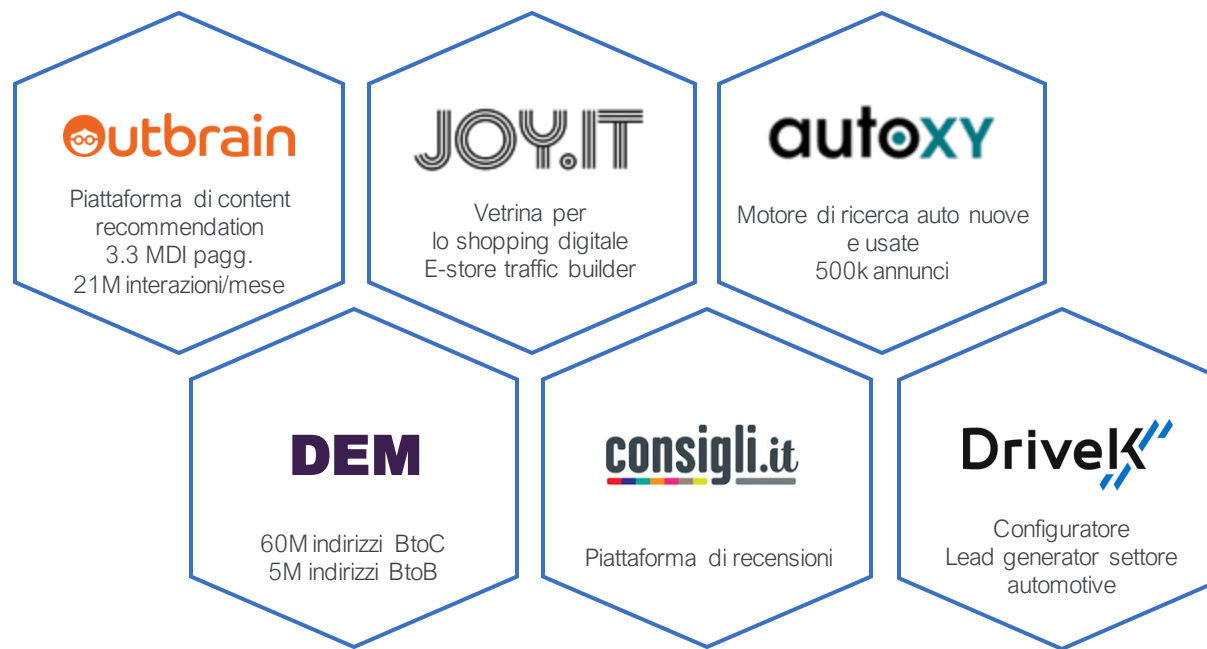 Outbrain
Piattaforma di content
recommendation
3.3 MDI pagg.
21M interazioni/mese
JOY.IT
Vetrina per
lo shopping digitale
E-store traffic builder
autoXY
Motore di ricerca auto nuove
e usate
500k annunci
DEM
60M indirizzi BtoC
5M indirizzi BtoB
consigli.it
Piattaforma di recensioni
DriveK
Configuratore
Lead generator settore
automotive